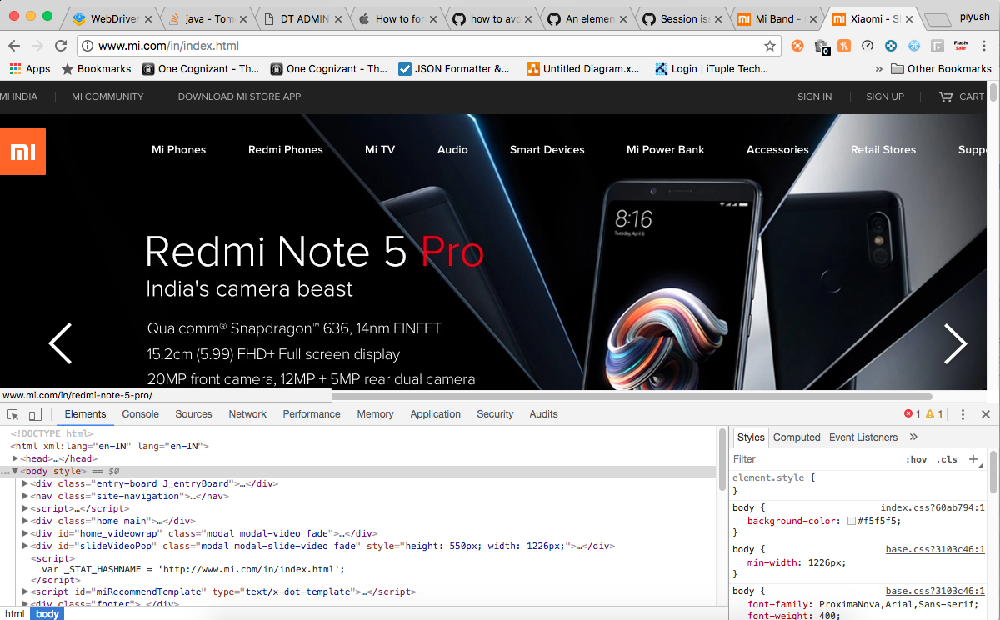 WebDriver
java - Tom
DT ADMIN
How to for
how to avo
An elemen
Session is
Mi Band -
Xiaomi - S
piyush
www.mi.com/in/index.html
0
Flash Sale
Apps
Bookmarks
One Cognizant - Th...
One Cognizant - Th...
JSON Formatter &...
Untitled Diagram.x...
Login | iTuple Tech...
»
Other Bookmarks
MI INDIA
MI COMMUNITY
DOWNLOAD MI STORE APP
SIGN IN
SIGN UP
CART
MI
Mi Phones
Redmi Phones
Mi TV
Audio
Smart Devices
Mi Power Bank
Accessories
Retail Stores
Supp
8:16
Tuesday, April 6
Redmi Note 5 Pro
India's camera beast
Qualcomm® Snapdragon™ 636, 14nm FINFET
15.2cm (5.99) FHD+ Full screen display
20MP front camera, 12MP + 5MP rear dual camera
www.mi.com/in/redmi-note-5-pro/
Elements Console Sources Network Performance Memory Application Security Audits
1 1
<!DOCTYPE html>
<html xml:lang="en-IN" lang="en-IN">
<head>…</head>
...<body style> == $0
<div class="entry-board J_entryBoard">…</div>
<nav class="site-navigation">…</nav>
<script>…</script>
<div class="home main">…</div>
<div id="home_videowrap" class="modal modal-video fade">…</div>
<div id="slideVideoPop" class="modal modal-slide-video fade" style="height: 550px; width: 1226px;">…</div>
<script>
var _STAT_HASHNAME = 'http://www.mi.com/in/index.html';
</script>
<script id="miRecommendTemplate" type="text/x-dot-template">…</script>
<div class="footer">…</div>
html body
Styles Computed Event Listeners »
Filter :hov .cls +
element.style {
}
body { index.css?60ab794:1
background-color: #f5f5f5;
}
body { base.css?3103c46:1
min-width: 1226px;
}
body { base.css?3103c46:1
font-family: ProximaNova,Arial,Sans-serif;
font-weight: 400;